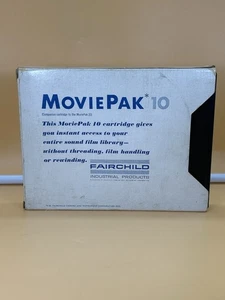 MOVIEPAK 10
This MoviePak 10 cartridge gives
you instant access to your
entire sound film library—
without threading, film handling
or rewinding.
FAIRCHILD
INDUSTRIAL PRODUCTS